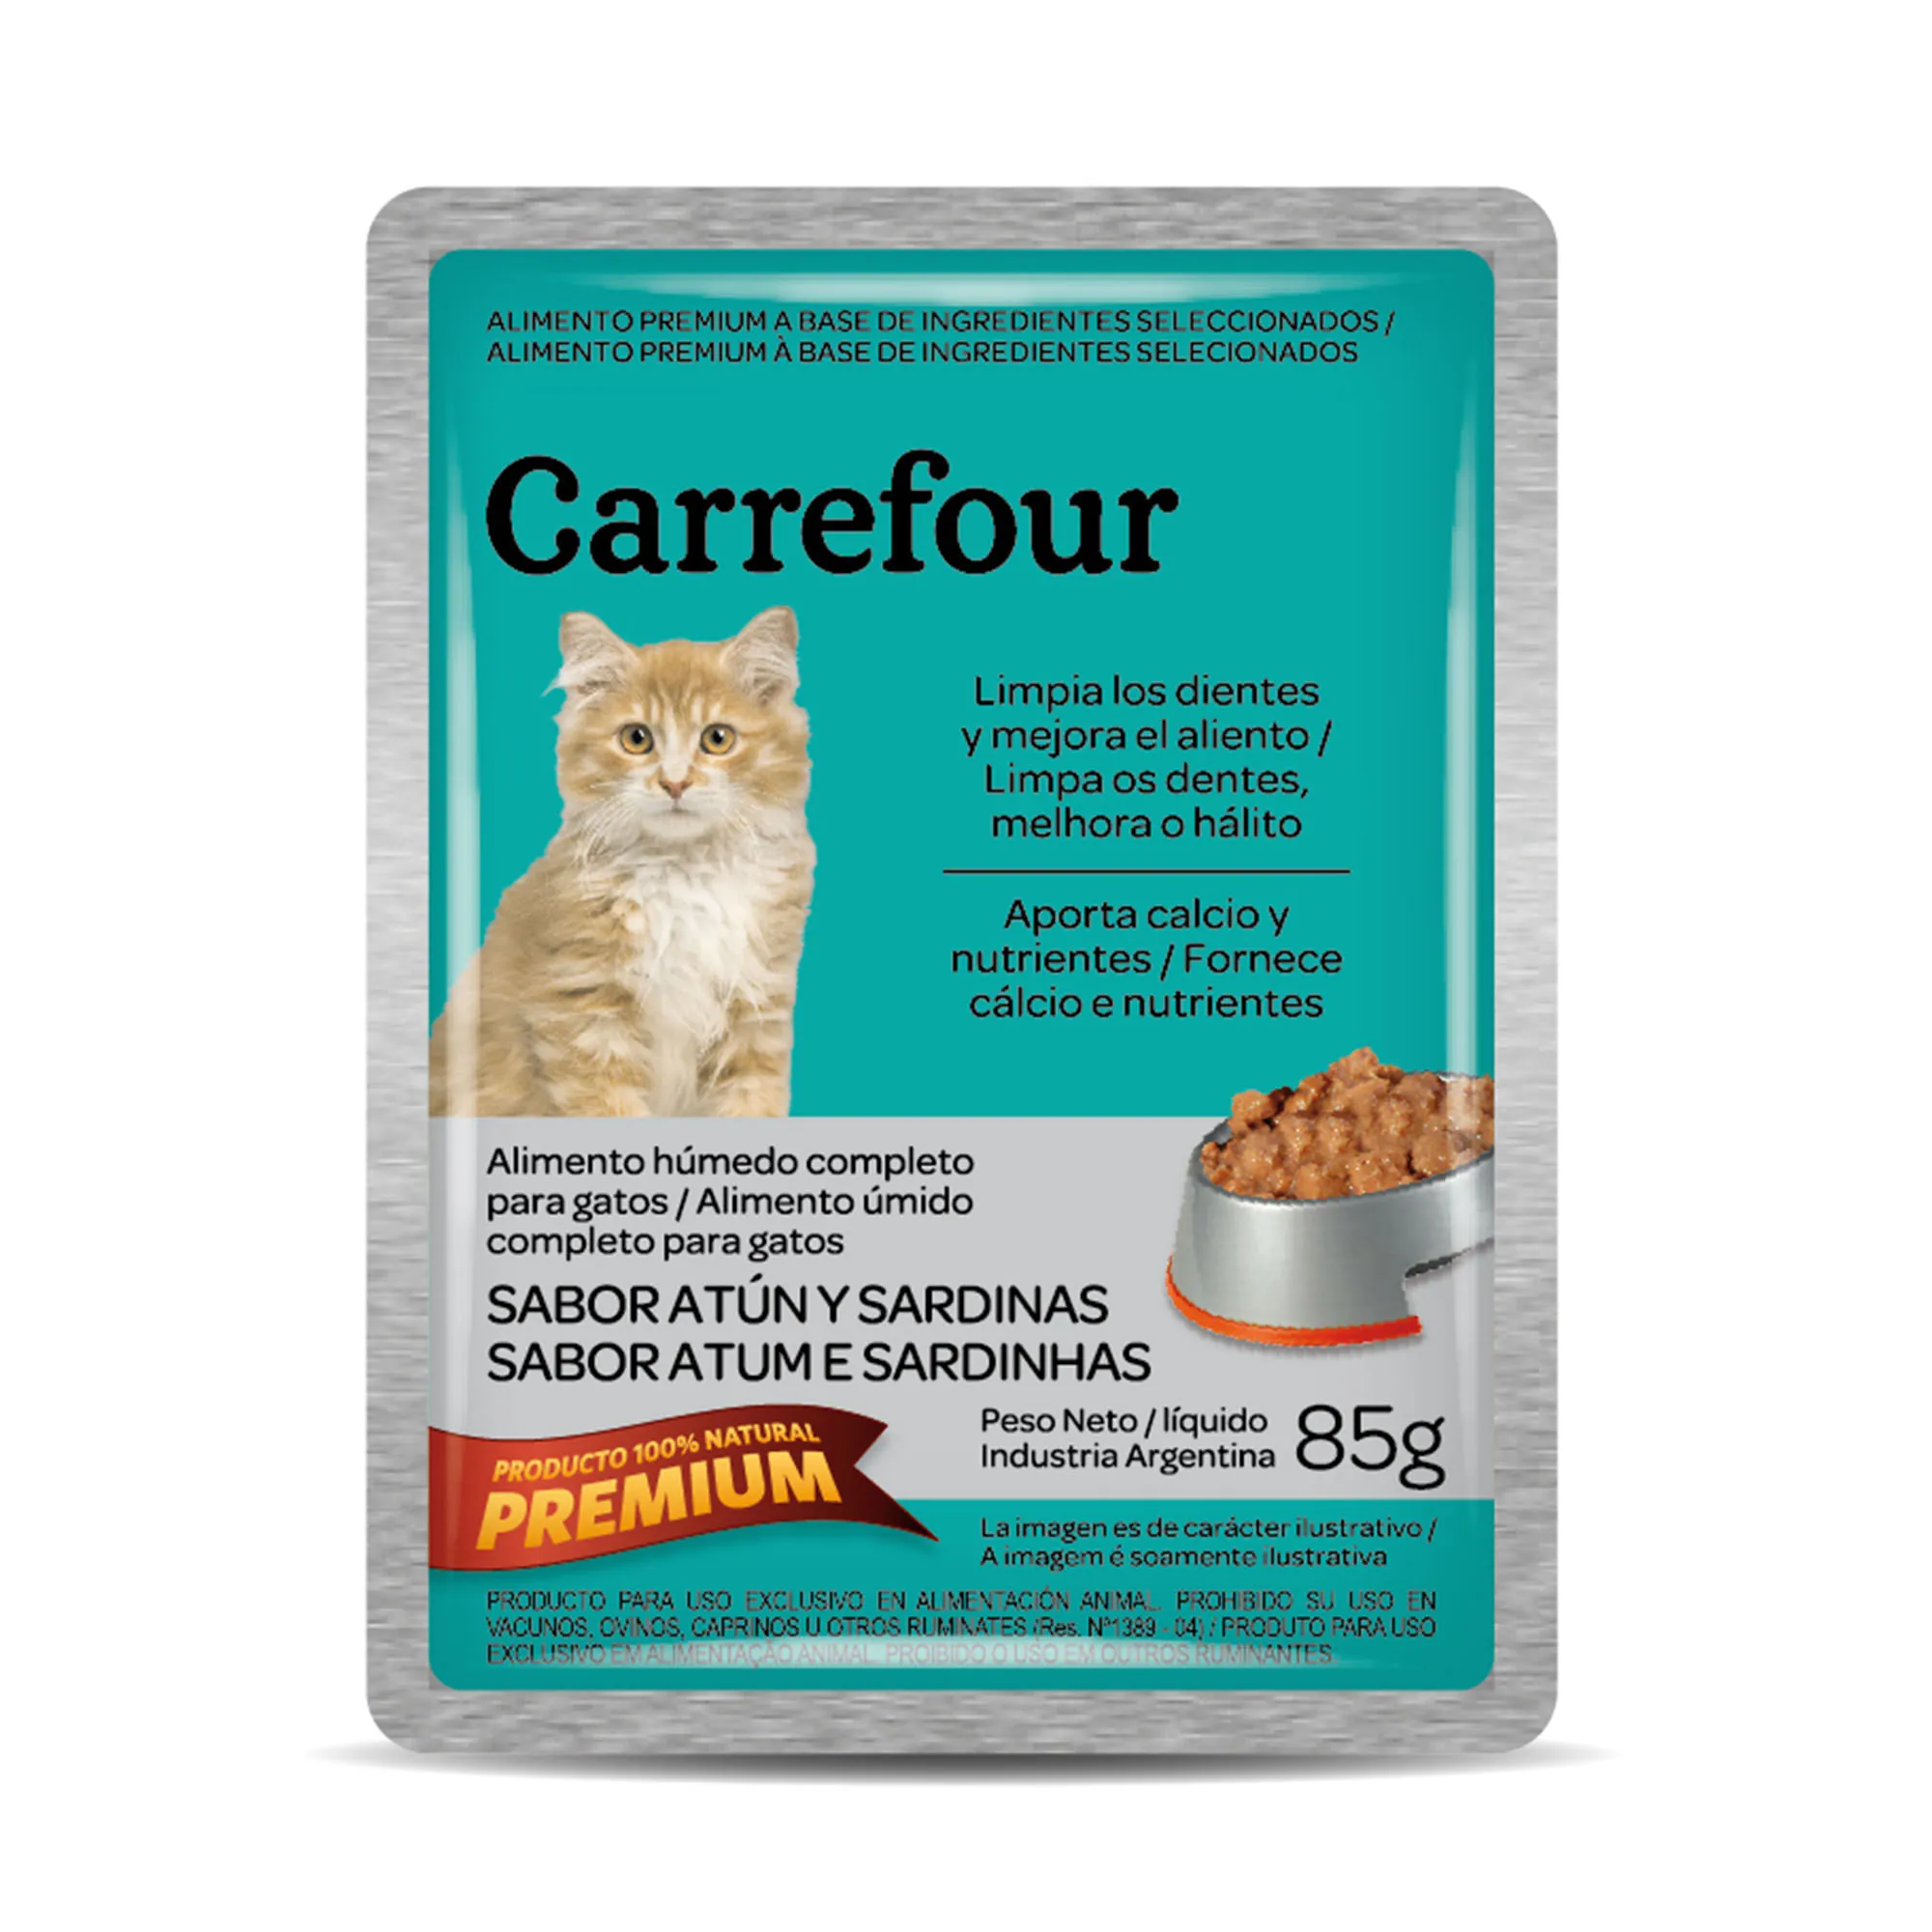 ALIMENTO PREMIUM A BASE DE INGREDIENTES SELECCIONADOS /
ALIMENTO PREMIUM À BASE DE INGREDIENTES SELECIONADOS
Carrefour
Limpia los dientes
y mejora el aliento /
Limpa os dentes,
melhora o hálito
Aporta calcio y
nutrientes / Fornece
cálcio e nutrientes
Alimento húmedo completo
para gatos / Alimento úmido
completo para gatos
SABOR ATÚN Y SARDINAS
SABOR ATUM E SARDINHAS
PRODUCTO 100% NATURAL
PREMIUM
Peso Neto / líquido
Industria Argentina
85g
La imagen es de carácter ilustrativo /
A imagem é soamente ilustrativa
PRODUCTO PARA USO EXCLUSIVO EN ALIMENTACIÓN ANIMAL. PROHIBIDO SU USO EN
VACUNOS, OVINOS, CAPRINOS U OTROS RUMINATES (Res. Nº1389 - 04) / PRODUTO PARA USO
EXCLUSIVO EM ALIMENTAÇÃO ANIMAL. PROIBIDO O USO EM OUTROS RUMINANTES.